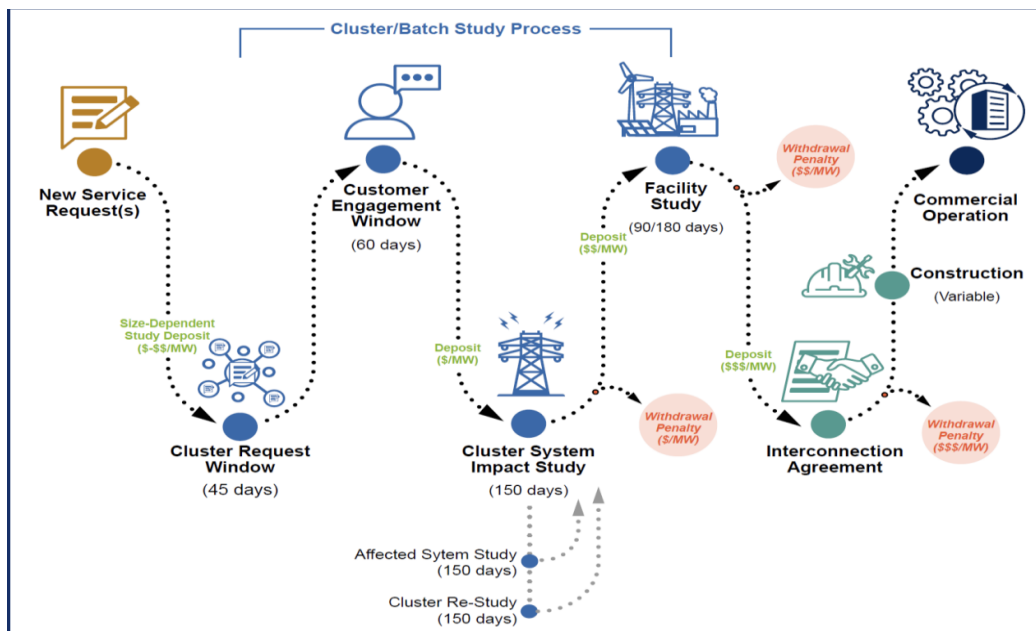 Cluster/Batch Study Process
New Service
Request(s)
Size-Dependent
Study Deposit
($-$$/MW)
Cluster Request
Window
(45 days)
Customer
Engagement
Window
(60 days)
Deposit
($/MW)
Cluster System
Impact Study
(150 days)
Affected Sytem Study
(150 days)
Cluster Re-Study
(150 days)
Withdrawal
Penalty
($/MW)
Deposit
($$/MW)
Facility
Study
(90/180 days)
Withdrawal
Penalty
($$/MW)
Deposit
($$$/MW)
Interconnection
Agreement
Withdrawal
Penalty
($$$/MW)
Construction
(Variable)
Commercial
Operation